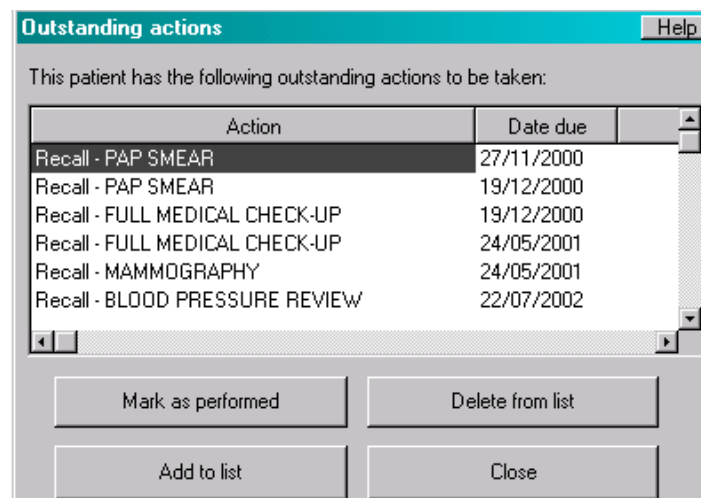 Outstanding actions Help
This patient has the following outstanding actions to be taken:
Action Date due
Recall - PAP SMEAR 27/11/2000
Recall - PAP SMEAR 19/12/2000
Recall - FULL MEDICAL CHECK-UP 19/12/2000
Recall - FULL MEDICAL CHECK-UP 24/05/2001
Recall - MAMMOGRAPHY 24/05/2001
Recall - BLOOD PRESSURE REVIEW 22/07/2002
Mark as performed Delete from list
Add to list Close